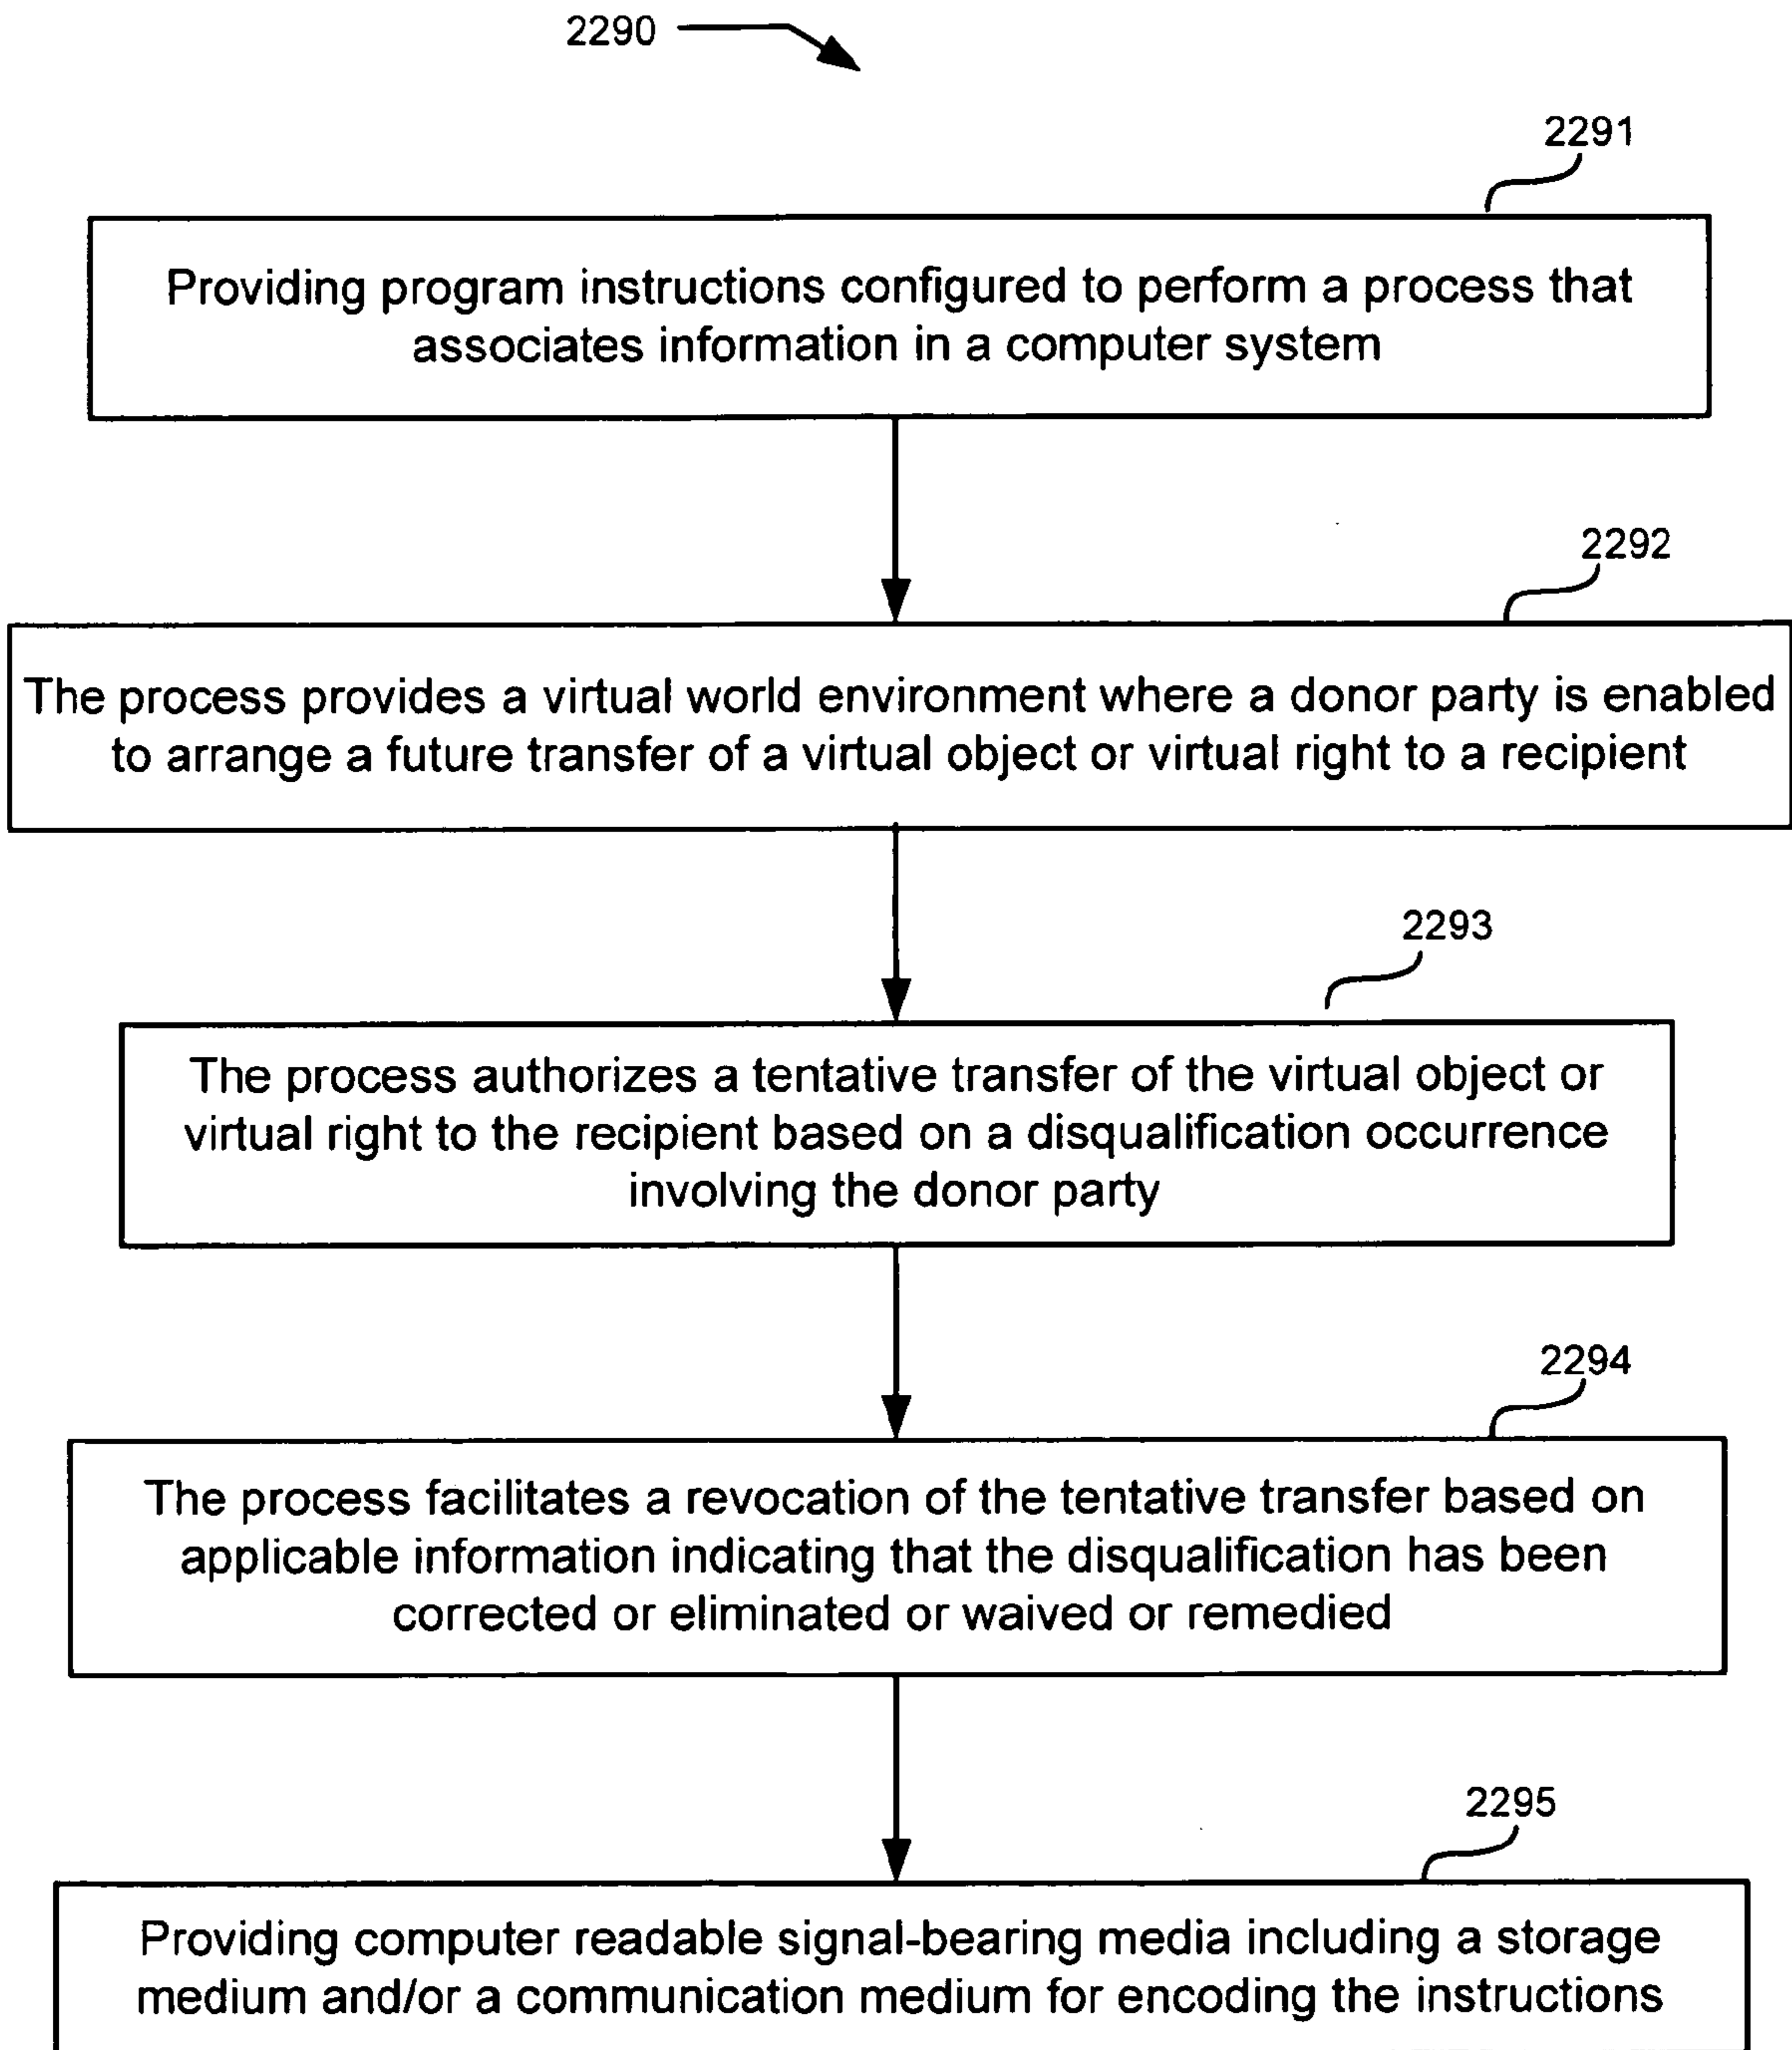 2290
2291
Providing program instructions configured to perform a process that
associates information in a computer system
2292
The process provides a virtual world environment where a donor party is enabled
to arrange a future transfer of a virtual object or virtual right to a recipient
2293
The process authorizes a tentative transfer of the virtual object or
virtual right to the recipient based on a disqualification occurrence
involving the donor party
2294
The process facilitates a revocation of the tentative transfer based on
applicable information indicating that the disqualification has been
corrected or eliminated or waived or remedied
2295
Providing computer readable signal-bearing media including a storage
medium and/or a communication medium for encoding the instructions